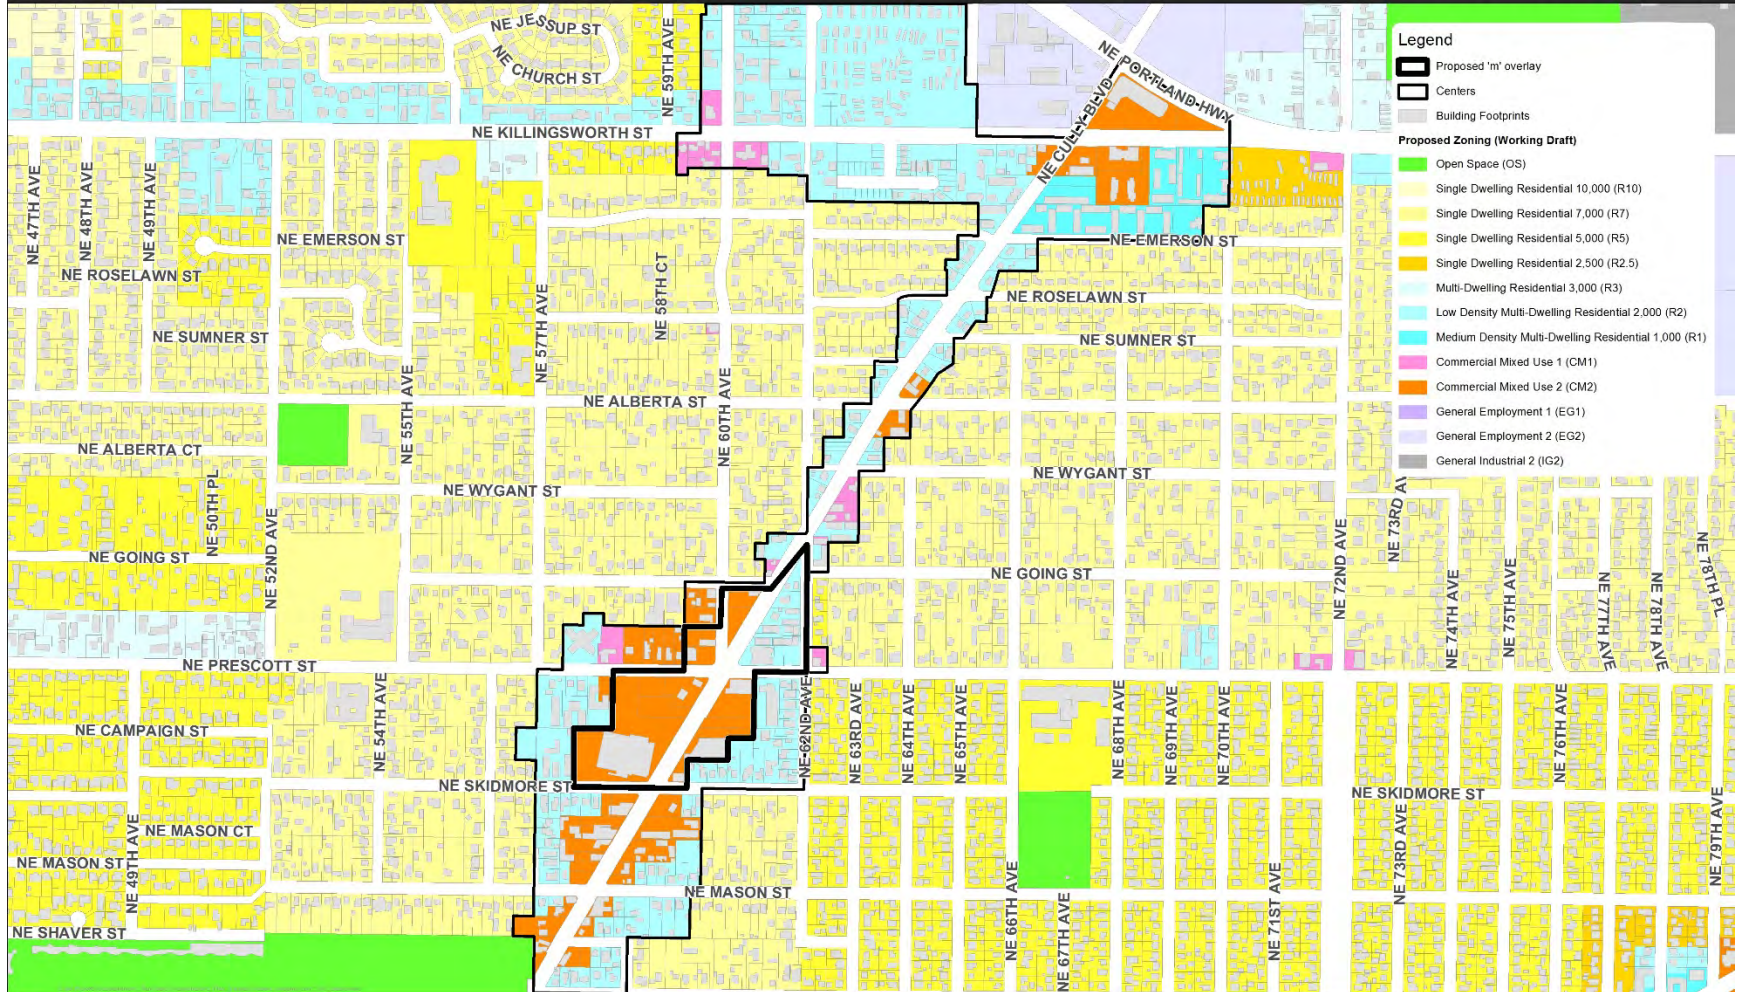 NE JESSUP ST
NE CHURCH ST
NE 59TH AVE
NE PORTLAND HWY
NE CULLY BLVD
NE KILLINGSWORTH ST
Legend
Proposed 'm' overlay
Centers
Building Footprints
Proposed Zoning (Working Draft)
Open Space (OS)
Single Dwelling Residential 10,000 (R10)
Single Dwelling Residential 7,000 (R7)
Single Dwelling Residential 5,000 (R5)
Single Dwelling Residential 2,500 (R2.5)
Multi-Dwelling Residential 3,000 (R3)
Low Density Multi-Dwelling Residential 2,000 (R2)
Medium Density Multi-Dwelling Residential 1,000 (R1)
Commercial Mixed Use 1 (CM1)
Commercial Mixed Use 2 (CM2)
General Employment 1 (EG1)
General Employment 2 (EG2)
General Industrial 2 (IG2)
NE 47TH AVE
NE 48TH AVE
NE 49TH AVE
NE EMERSON ST
NE EMERSON ST
NE ROSELAWN ST
NE 58TH CT
NE ROSELAWN ST
NE 57TH AVE
NE SUMNER ST
NE SUMNER ST
NE 55TH AVE
NE ALBERTA ST
NE 60TH AVE
NE ALBERTA CT
NE WYGANT ST
NE WYGANT ST
NE 50TH PL
NE 52ND AVE
NE 73RD AV
NE 72ND AVE
NE GOING ST
NE GOING ST
NE 74TH AVE
NE 75TH AVE
NE 77TH AVE
NE 78TH AVE
NE 78TH PL
NE PRESCOTT ST
NE 54TH AVE
NE CAMPAIGN ST
NE 62ND AVE
NE 63RD AVE
NE 64TH AVE
NE 65TH AVE
NE 68TH AVE
NE 69TH AVE
NE 70TH AVE
NE 76TH AVE
NE SKIDMORE ST
NE SKIDMORE ST
NE MASON CT
NE 49TH AVE
NE MASON ST
NE 73RD AVE
NE 79TH AVE
NE MASON ST
NE 66TH AVE
NE 67TH AVE
NE 71ST AVE
NE SHAVER ST